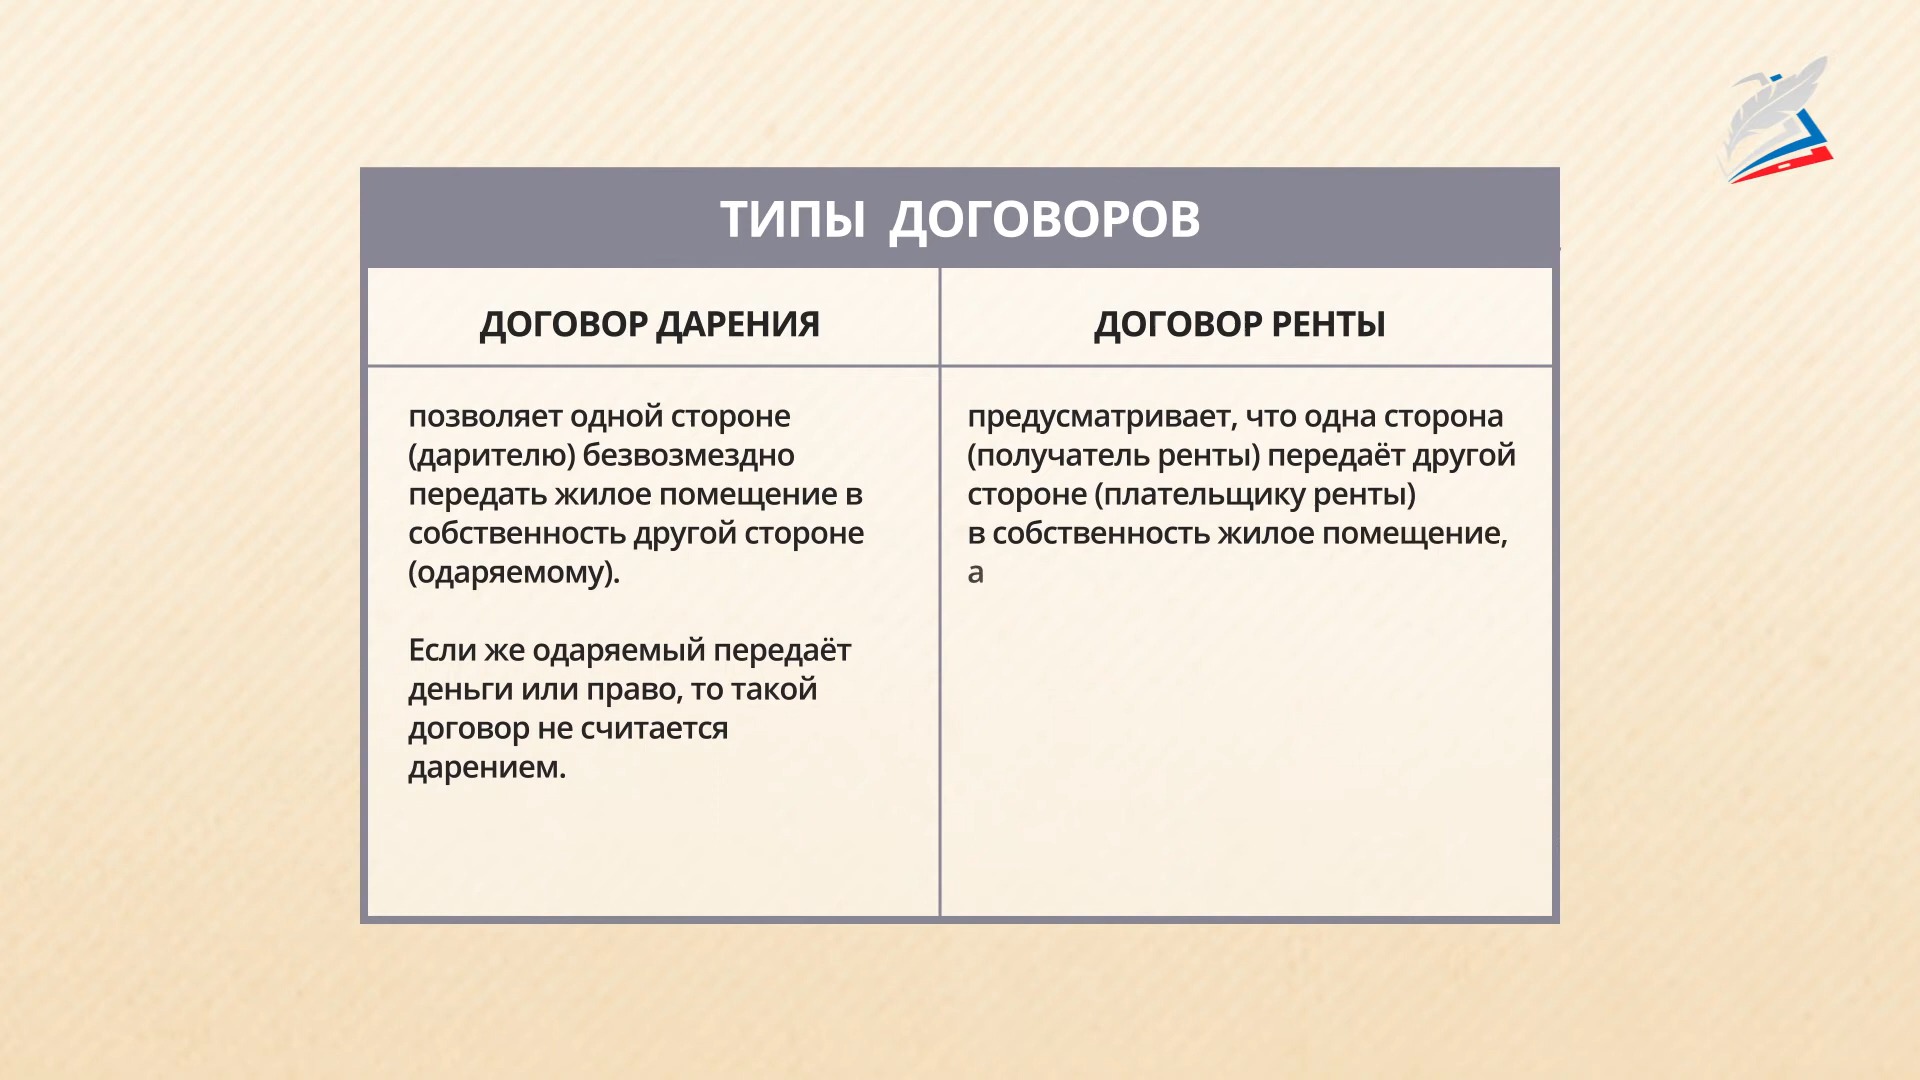 ТИПЫ ДОГОВОРОВ
ДОГОВОР ДАРЕНИЯ
позволяет одной стороне
(дарителю) безвозмездно
передать жилое помещение в
собственность другой стороне
(одаряемому).
Если же одаряемый передаёт
деньги или право, то такой
договор не считается
дарением.
ДОГОВОР РЕНТЫ
предусматривает, что одна сторона
(получатель ренты) передаёт другой
стороне (плательщику ренты)
в собственность жилое помещение,
а